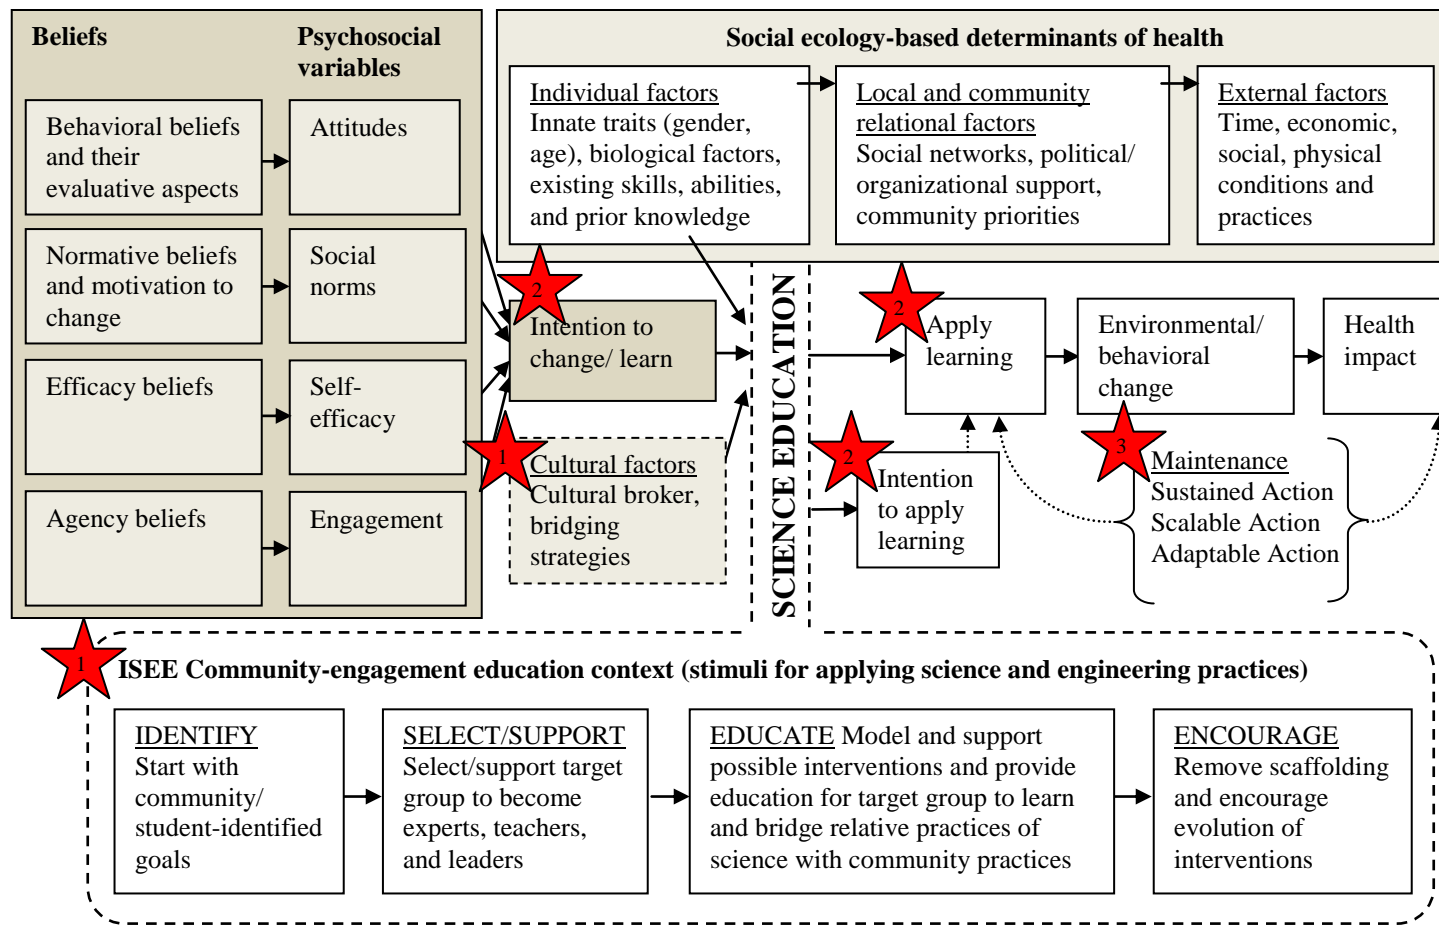 Beliefs
Psychosocial
variables
Behavioral beliefs
and their
evaluative aspects
Attitudes
Normative beliefs
and motivation to
change
Social
norms
Efficacy beliefs
Self-
efficacy
Agency beliefs
Engagement
Social ecology-based determinants of health
Individual factors
Innate traits (gender,
age), biological factors,
existing skills, abilities,
and prior knowledge
Local and community
relational factors
Social networks, political/
organizational support,
community priorities
External factors
Time, economic,
social, physical
conditions and
practices
2
Intention to
change/ learn
1
Cultural factors
Cultural broker,
bridging
strategies
SCIENCE EDUCATION
2
Apply
learning
Environmental/
behavioral
change
Health
impact
2
Intention
to apply
learning
3
Maintenance
Sustained Action
Scalable Action
Adaptable Action
1
ISEE Community-engagement education context (stimuli for applying science and engineering practices)
IDENTIFY
Start with
community/
student-identified
goals
SELECT/SUPPORT
Select/support target
group to become
experts, teachers,
and leaders
EDUCATE Model and support
possible interventions and provide
education for target group to learn
and bridge relative practices of
science with community practices
ENCOURAGE
Remove scaffolding
and encourage
evolution of
interventions